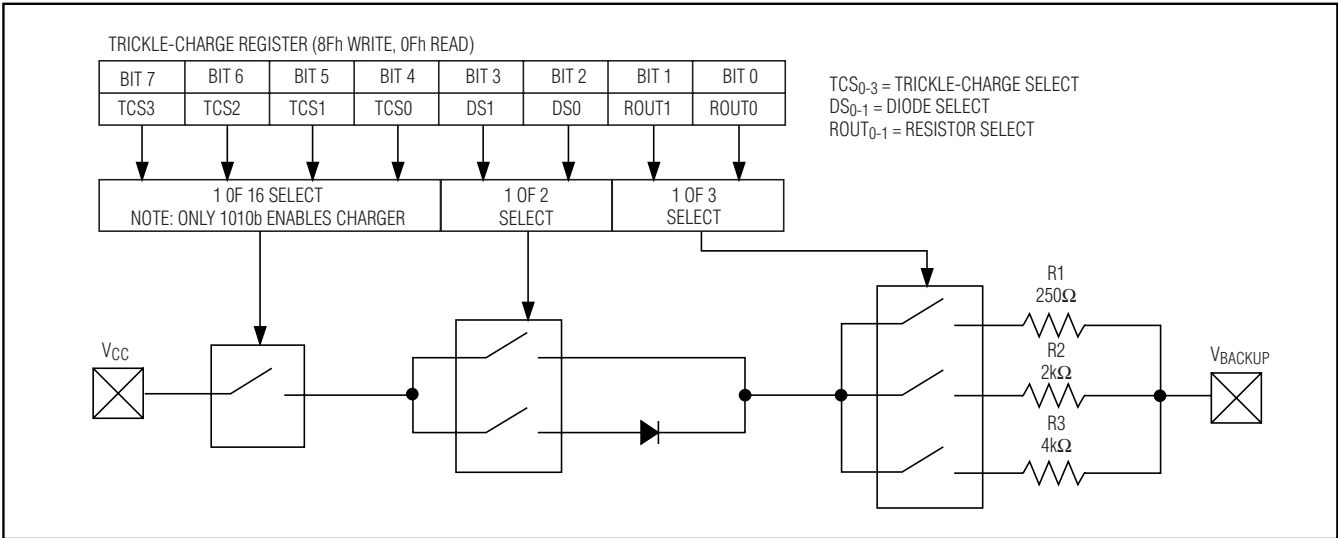 TRICKLE-CHARGE REGISTER (8Fh WRITE, 0Fh READ)
BIT 7 BIT 6 BIT 5 BIT 4 BIT 3 BIT 2 BIT 1 BIT 0
TCS3 TCS2 TCS1 TCS0 DS1 DS0 ROUT1 ROUT0
TCS0-3 = TRICKLE-CHARGE SELECT
DS0-1 = DIODE SELECT
ROUT0-1 = RESISTOR SELECT
1 0F 16 SELECT
NOTE: ONLY 1010b ENABLES CHARGER
1 OF 2
SELECT
1 OF 3
SELECT
VCC
R1
250Ω
R2
2kΩ
R3
4kΩ
VBACKUP